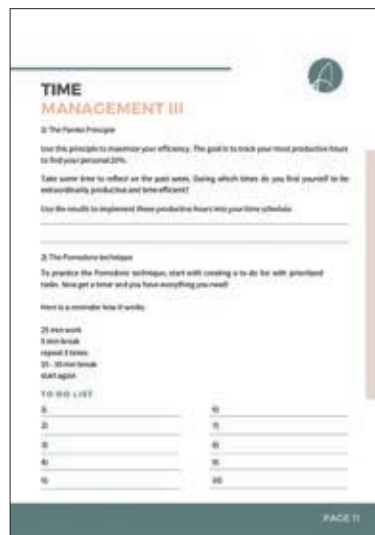 TIME
MANAGEMENT III
1) The Pareto Principle
Use this principle to maximize your efficiency. The goal is to track your most productive hours
to find your personal 20%.
Take some time to reflect on the past week. During which times do you find yourself to be
extraordinarily productive and time efficient?
Use the results to implement these productive hours into your time schedule.
2) The Pomodoro technique
To practice the Pomodoro technique, start with creating a to do list with prioritized
tasks. Now get a timer and you have everything you need!
Here is a reminder how it works:
25 min work
5 min break
repeat 3 times
25 - 30 min break
start again
TO DO LIST
1)
2)
3)
4)
5)
6)
7)
8)
9)
10)
PAGE 11